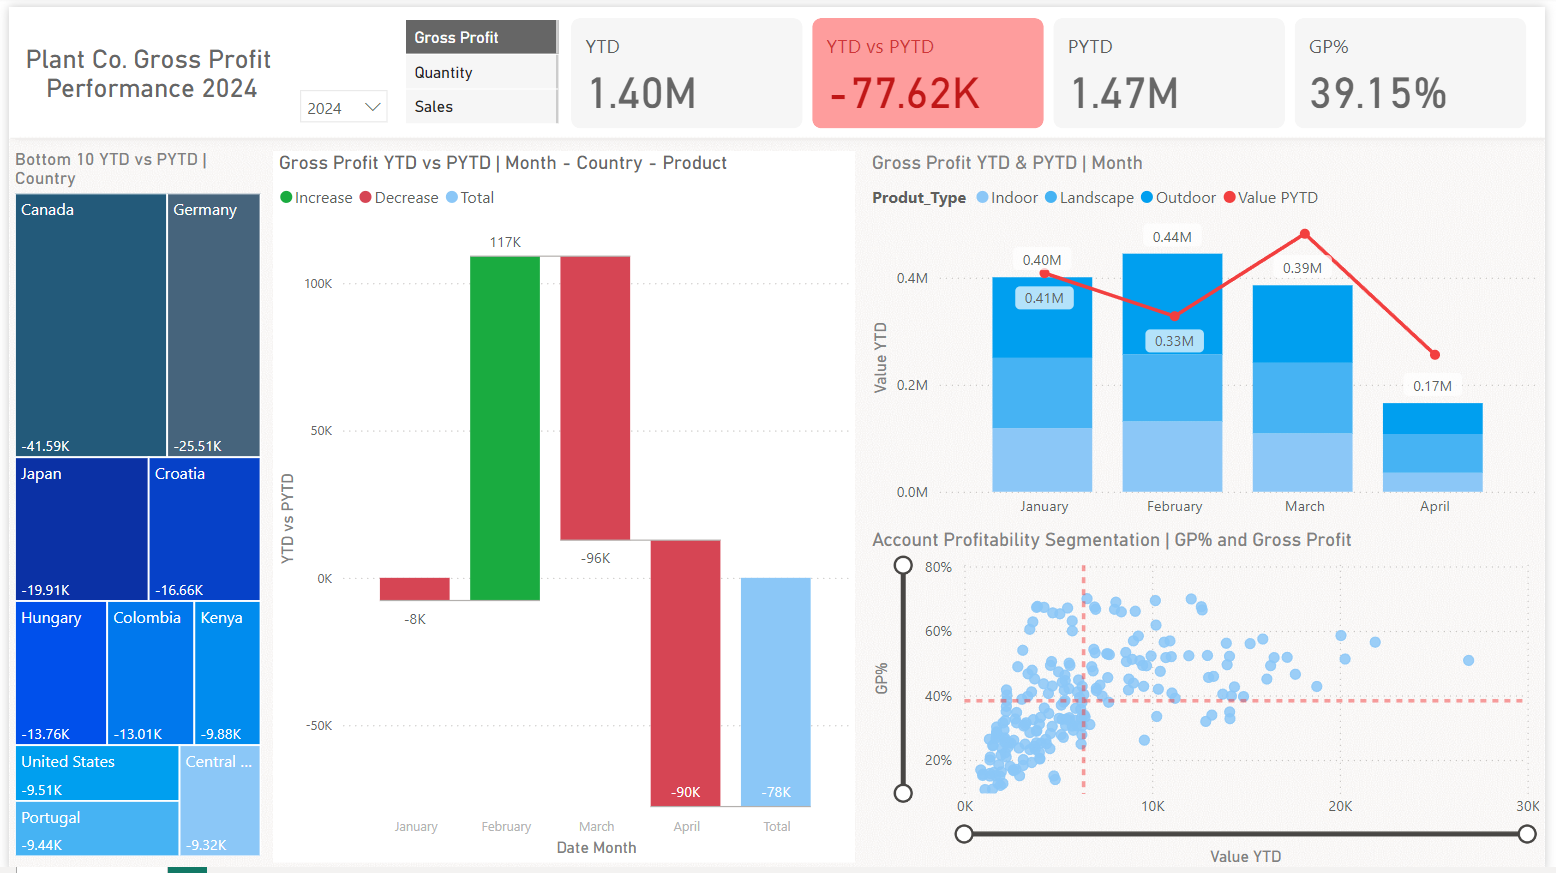 Plant Co. Gross Profit
Performance 2024
2024
Gross Profit
Quantity
Sales
YTD
1.40M
YTD vs PYTD
-77.62K
PYTD
1.47M
GP%
39.15%
Bottom 10 YTD vs PYTD |
Country
Canada
-41.59K
Germany
-25.51K
Japan
-19.91K
Croatia
-16.66K
Hungary
-13.76K
Colombia
-13.01K
Kenya
-9.88K
United States
-9.51K
Portugal
-9.44K
Central ...
-9.32K
Gross Profit YTD vs PYTD | Month - Country - Product
Increase Decrease Total
YTD vs PYTD
100K
50K
0K
-50K
-8K
117K
-96K
-90K
-78K
January February March April Total
Date Month
Gross Profit YTD & PYTD | Month
Produt_Type Indoor Landscape Outdoor Value PYTD
Value YTD
0.4M
0.2M
0.0M
0.40M
0.41M
0.44M
0.33M
0.39M
0.17M
January February March April
Account Profitability Segmentation | GP% and Gross Profit
GP%
80%
60%
40%
20%
0K 10K 20K 30K
Value YTD